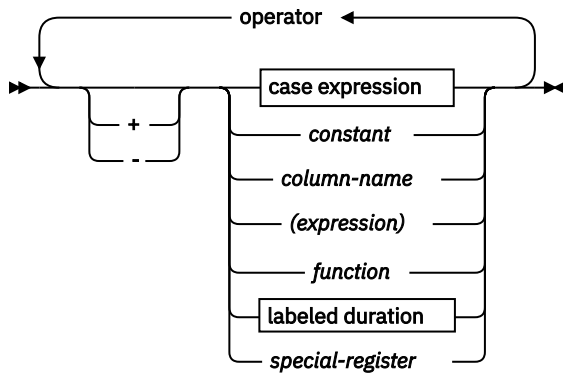 operator
case expression
+
constant
-
column-name
(expression)
function
labeled duration
special-register